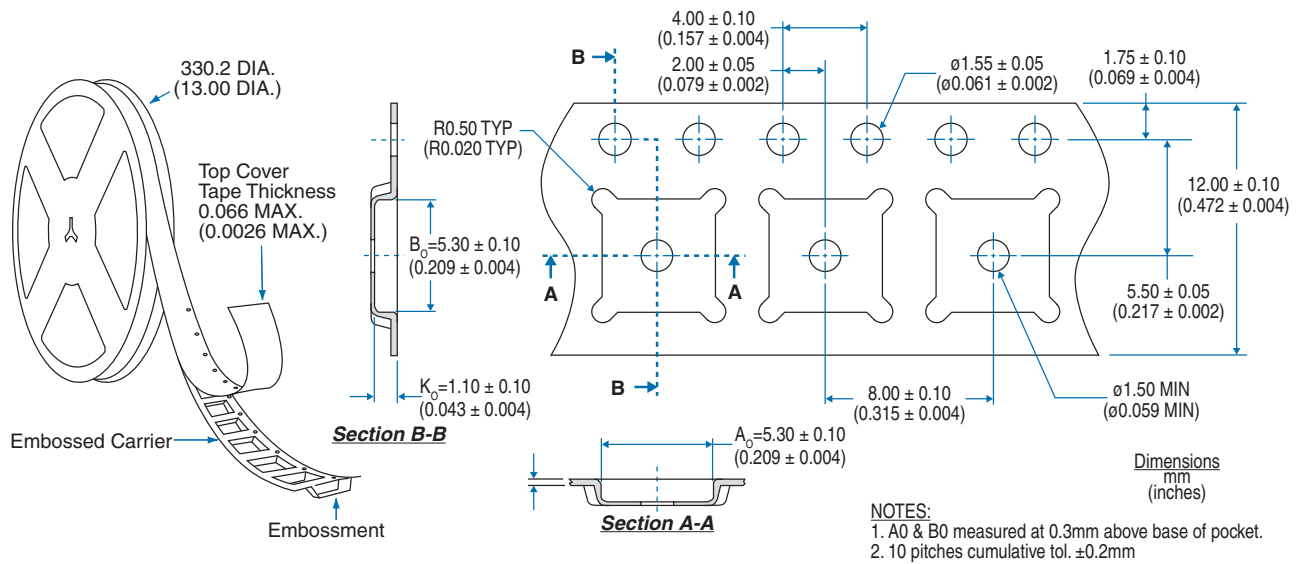 330.2 DIA.
(13.00 DIA.)
Top Cover
Tape Thickness
0.066 MAX.
(0.0026 MAX.)
Embossed Carrier
Embossment
B
B₀=5.30 ± 0.10
(0.209 ± 0.004)
K₀=1.10 ± 0.10
(0.043 ± 0.004)
Section B-B
R0.50 TYP
(R0.020 TYP)
4.00 ± 0.10
(0.157 ± 0.004)
2.00 ± 0.05
(0.079 ± 0.002)
ø1.55 ± 0.05
(ø0.061 ± 0.002)
1.75 ± 0.10
(0.069 ± 0.004)
12.00 ± 0.10
(0.472 ± 0.004)
A
A
5.50 ± 0.05
(0.217 ± 0.002)
B
8.00 ± 0.10
(0.315 ± 0.004)
ø1.50 MIN
(ø0.059 MIN)
A₀=5.30 ± 0.10
(0.209 ± 0.004)
Section A-A
Dimensions
mm
(inches)
NOTES:
1. A0 & B0 measured at 0.3mm above base of pocket.
2. 10 pitches cumulative tol. ±0.2mm